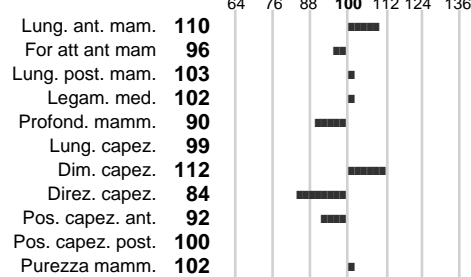 64 76 88 100 112 124 136
Lung. ant. mam. 110
For att ant mam 96
Lung. post. mam. 103
Legam. med. 102
Profond. mamm. 90
Lung. capez. 99
Dim. capez. 112
Direz. capez. 84
Pos. capez. ant. 92
Pos. capez. post. 100
Purezza mamm. 102